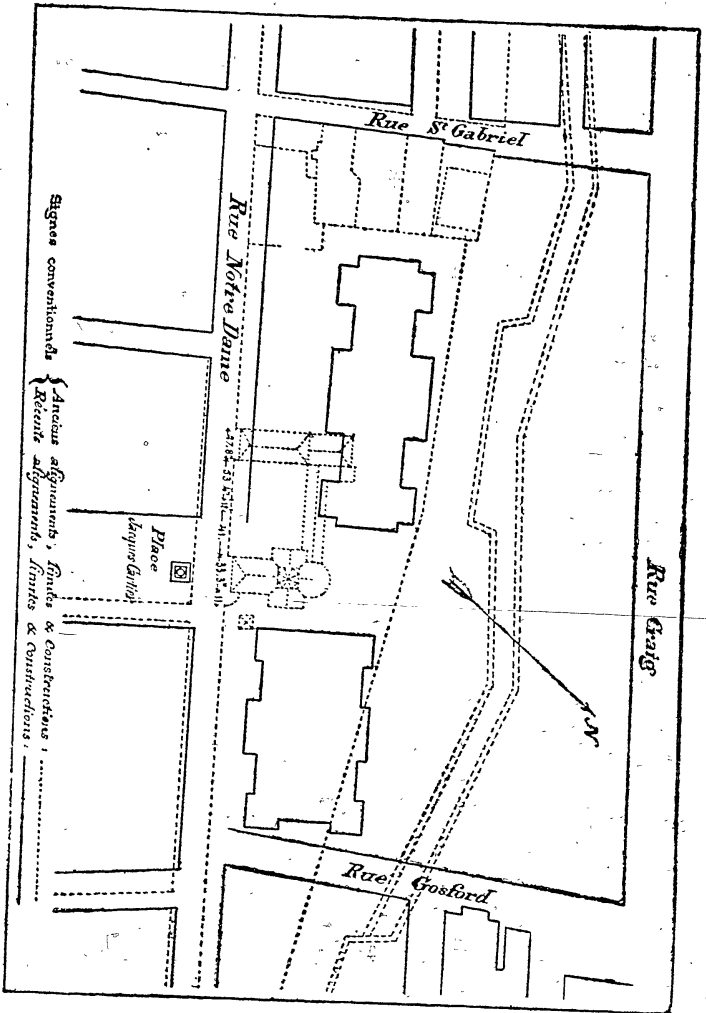 Rue St Gabriel
Rue Notre Dame
Rue Craig
Place
Jacques Cartier
N
Rue Gosford
Signes conventionnels { Anciens alignements, limites & Constructions :
Récents alignements, limites & Constructions :